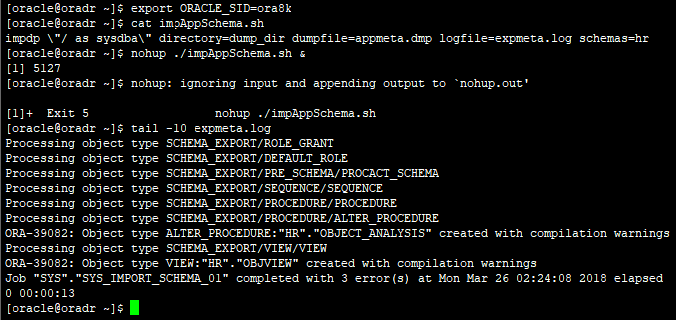 [oracle@oradr ~]$ export ORACLE_SID=ora8k
[oracle@oradr ~]$ cat impAppSchema.sh
impdp \"/ as sysdba\" directory=dump_dir dumpfile=appmeta.dmp logfile=expmeta.log schemas=hr
[oracle@oradr ~]$ nohup ./impAppSchema.sh &
[1] 5127
[oracle@oradr ~]$ nohup: ignoring input and appending output to `nohup.out'
[1]+  Exit 5                  nohup ./impAppSchema.sh
[oracle@oradr ~]$ tail -10 expmeta.log
Processing object type SCHEMA_EXPORT/ROLE_GRANT
Processing object type SCHEMA_EXPORT/DEFAULT_ROLE
Processing object type SCHEMA_EXPORT/PRE_SCHEMA/PROCACT_SCHEMA
Processing object type SCHEMA_EXPORT/SEQUENCE/SEQUENCE
Processing object type SCHEMA_EXPORT/PROCEDURE/PROCEDURE
Processing object type SCHEMA_EXPORT/PROCEDURE/ALTER_PROCEDURE
ORA-39082: Object type ALTER_PROCEDURE:"HR"."OBJECT_ANALYSIS" created with compilation warnings
Processing object type SCHEMA_EXPORT/VIEW/VIEW
ORA-39082: Object type VIEW:"HR"."OBJVIEW" created with compilation warnings
Job "SYS"."SYS_IMPORT_SCHEMA_01" completed with 3 error(s) at Mon Mar 26 02:24:08 2018 elapsed
0 00:00:13
[oracle@oradr ~]$